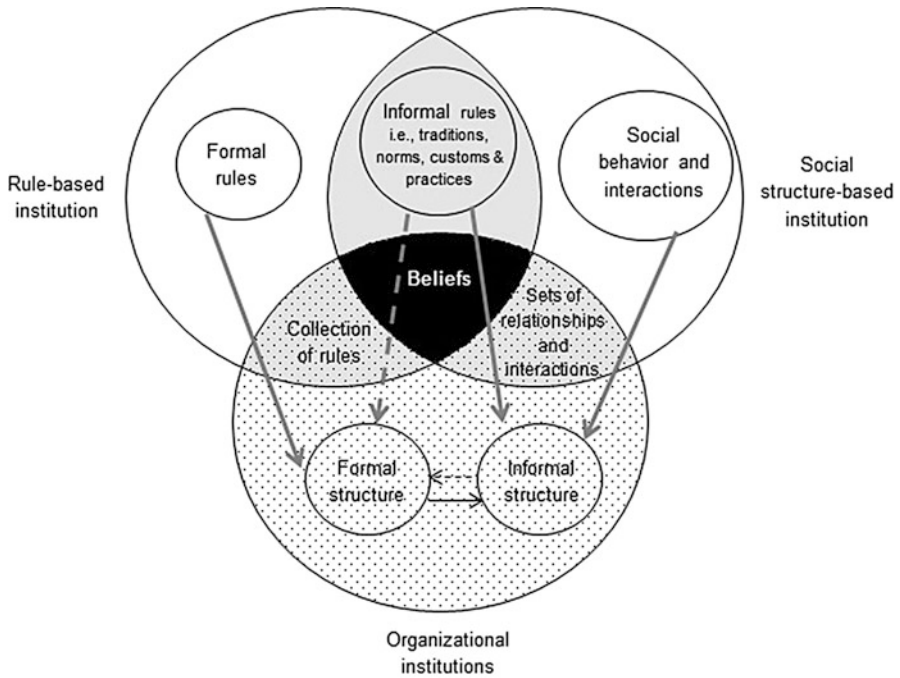 Formal
rules
Informal rules
i.e., traditions,
norms, customs &
practices
Social
behavior and
interactions
Rule-based
institution
Social
structure-based
institution
Beliefs
Collection
of rules
Sets of
relationships
and
interactions
Formal
structure
Informal
structure
Organizational
institutions